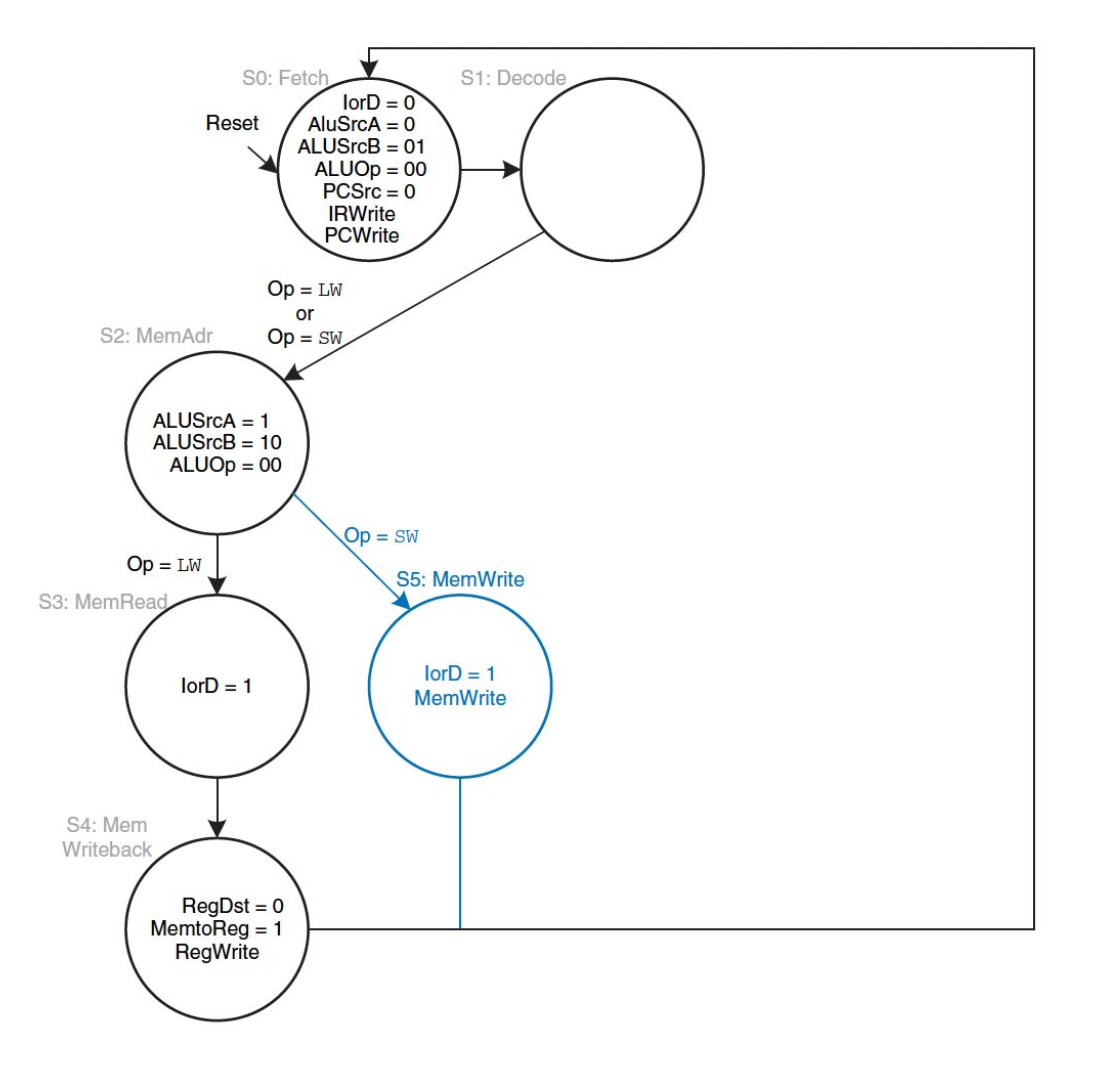 S0: Fetch
S1: Decode
Reset
IorD = 0
AluSrcA = 0
ALUSrcB = 01
ALUOp = 00
PCSrc = 0
IRWrite
PCWrite
Op = LW
or
Op = SW
S2: MemAdr
ALUSrcA = 1
ALUSrcB = 10
ALUOp = 00
Op = LW
Op = SW
S3: MemRead
S5: MemWrite
IorD = 1
IorD = 1
MemWrite
S4: Mem
Writeback
RegDst = 0
MemtoReg = 1
RegWrite